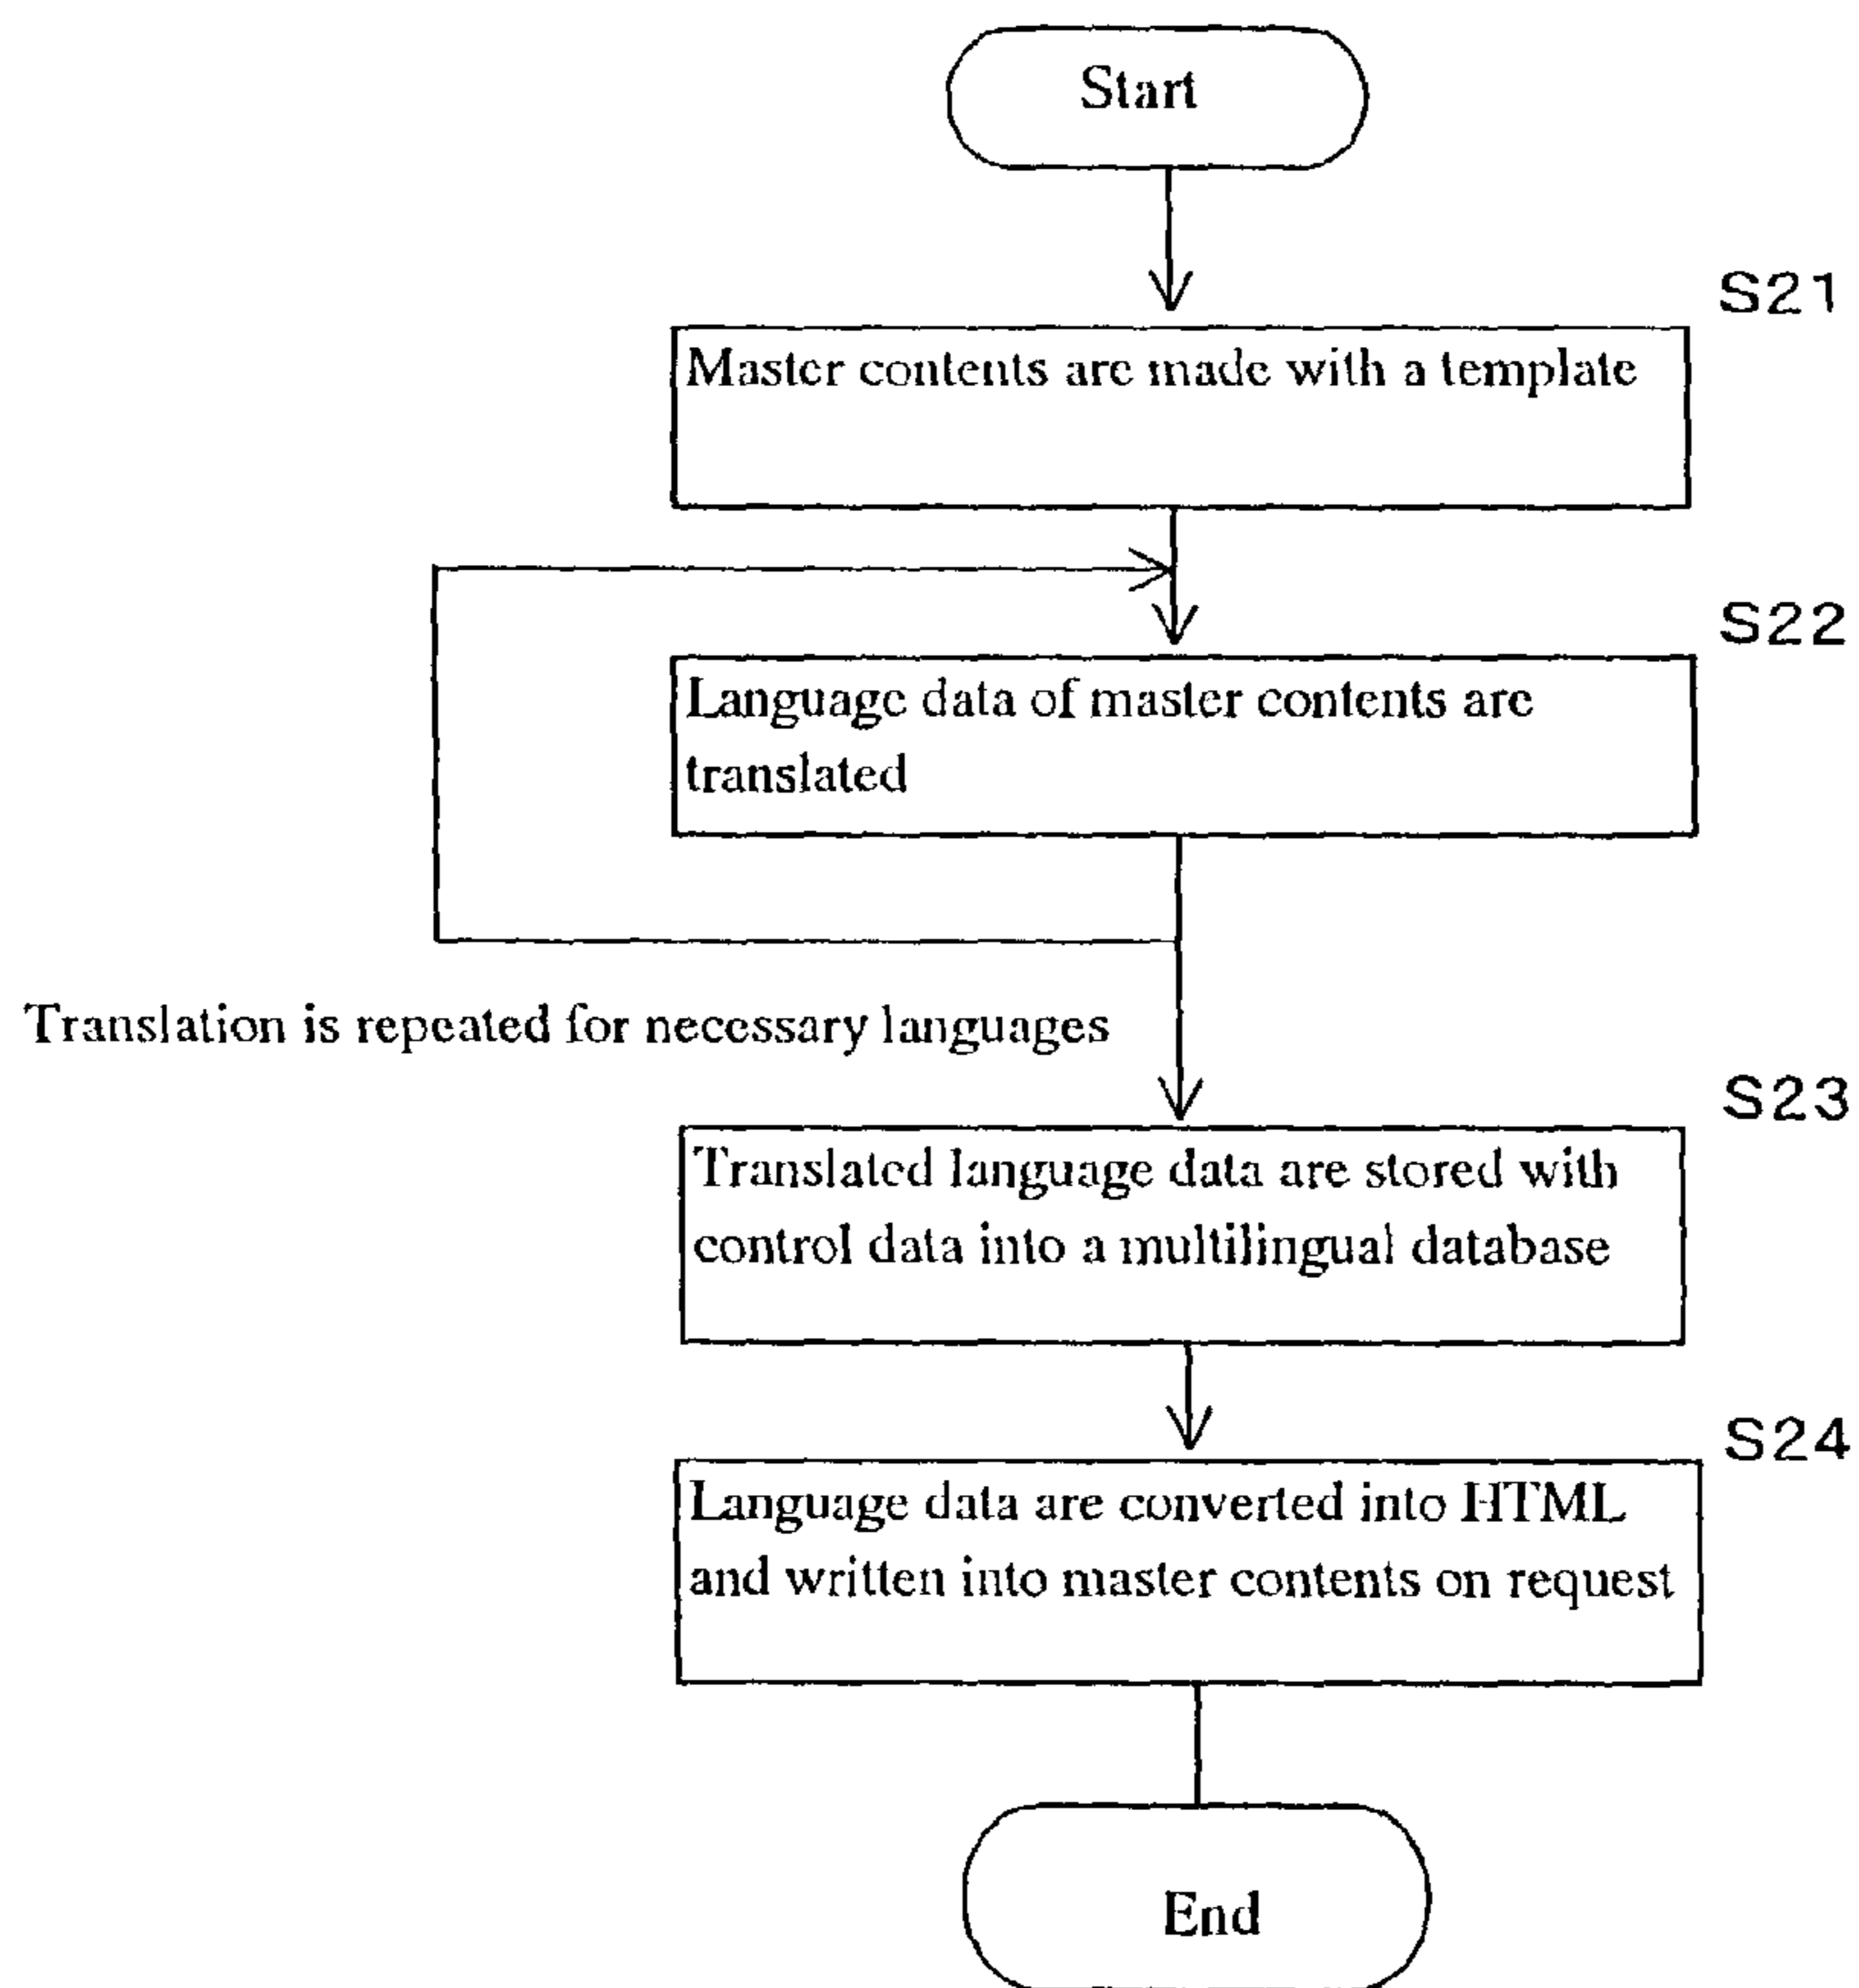 Start
S21
Master contents are made with a template
S22
Language data of master contents are
translated
Translation is repeated for necessary languages
S23
Translated language data are stored with
control data into a multilingual database
S24
Language data are converted into HTML
and written into master contents on request
End